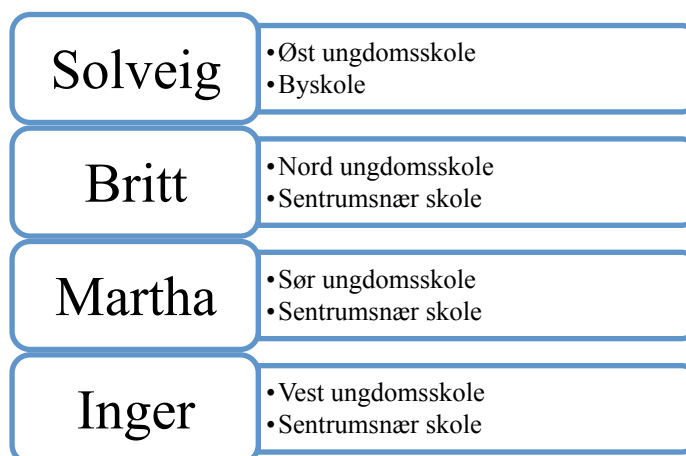 Solveig
•Øst ungdomsskole
•Byskole
Britt
•Nord ungdomsskole
•Sentrumsnær skole
Martha
•Sør ungdomsskole
•Sentrumsnær skole
Inger
•Vest ungdomsskole
•Sentrumsnær skole